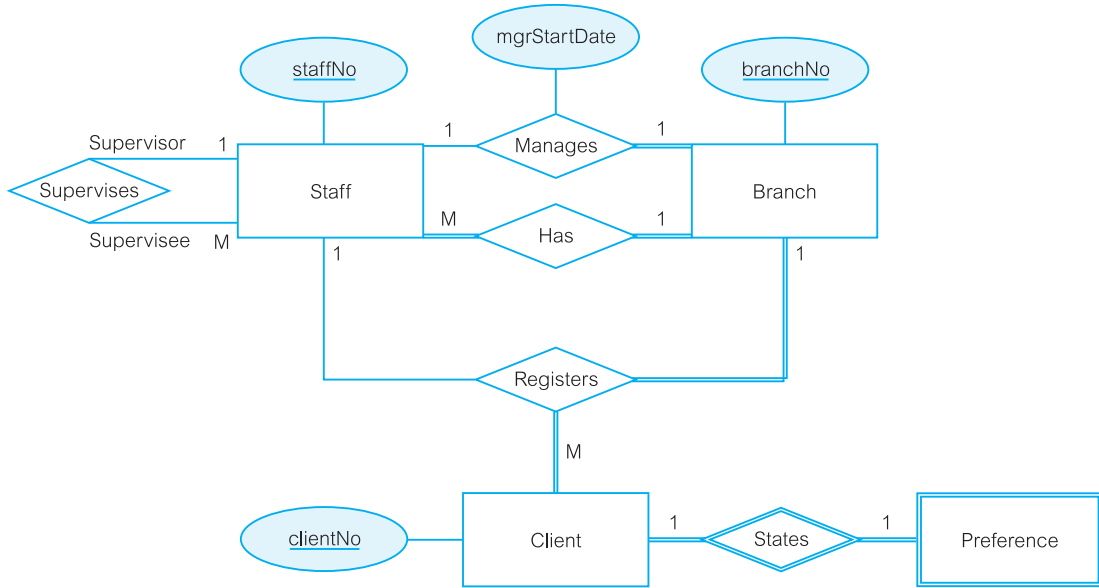 mgrStartDate
staffNo
branchNo
Supervisor
1
1
1
Manages
Supervises
Staff
Branch
M
1
Has
Supervisee
M
1
1
Registers
M
clientNo
Client
1
States
1
Preference